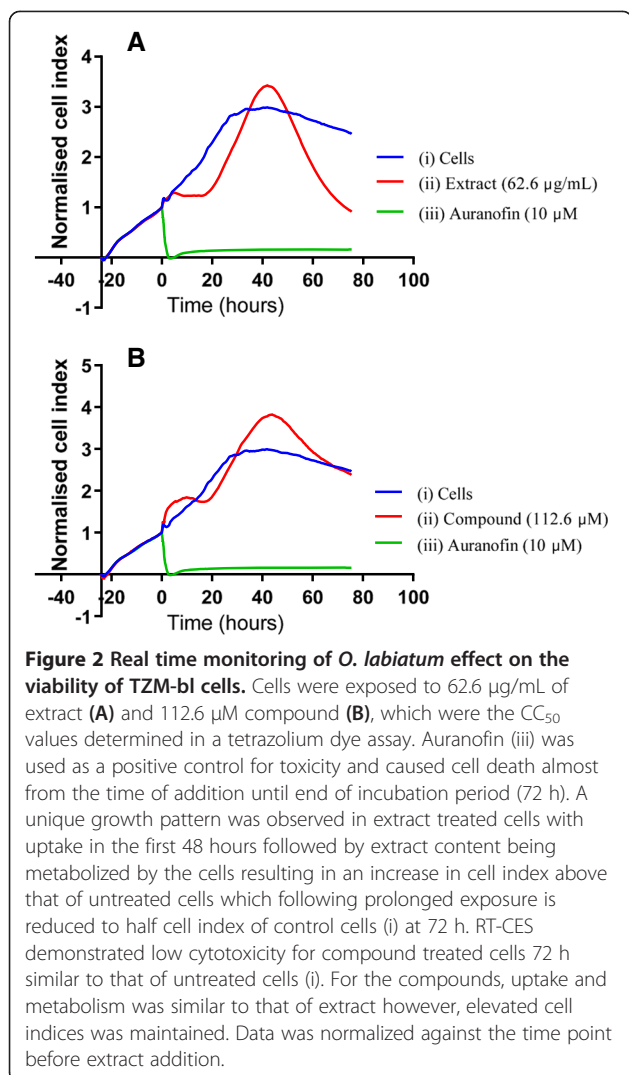 A
Normalised cell index
4
3
2
1
-1
-40 -20 0 20 40 60 80 100
Time (hours)
(i) Cells
(ii) Extract (62.6 µg/mL)
(iii) Auranofin (10 µM
B
Normalised cell index
5
4
3
2
1
-1
-40 -20 0 20 40 60 80 100
Time (hours)
(i) Cells
(ii) Compound (112.6 µM)
(iii) Auranofin (10 µM)
Figure 2 Real time monitoring of O. labiatum effect on the
viability of TZM-bl cells. Cells were exposed to 62.6 µg/mL of
extract (A) and 112.6 µM compound (B), which were the CC50
values determined in a tetrazolium dye assay. Auranofin (iii) was
used as a positive control for toxicity and caused cell death almost
from the time of addition until end of incubation period (72 h). A
unique growth pattern was observed in extract treated cells with
uptake in the first 48 hours followed by extract content being
metabolized by the cells resulting in an increase in cell index above
that of untreated cells which following prolonged exposure is
reduced to half cell index of control cells (i) at 72 h. RT-CES
demonstrated low cytotoxicity for compound treated cells 72 h
similar to that of untreated cells (i). For the compounds, uptake and
metabolism was similar to that of extract however, elevated cell
indices was maintained. Data was normalized against the time point
before extract addition.